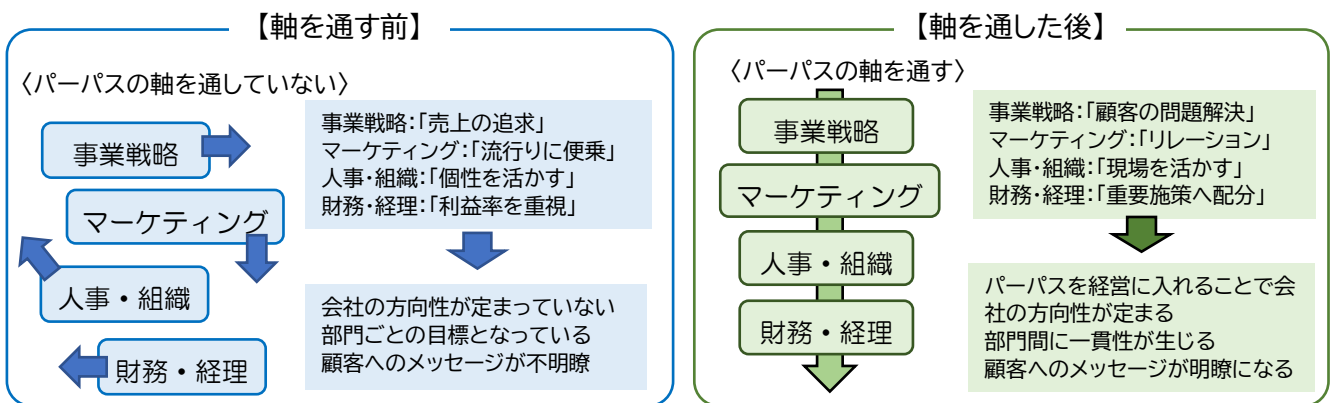 【軸を通す前】
〈パーパスの軸を通していない〉
事業戦略
マーケティング
人事・組織
財務・経理
事業戦略:「売上の追求」
マーケティング:「流行りに便乗」
人事・組織:「個性を活かす」
財務・経理:「利益率を重視」
会社の方向性が定まっていない
部門ごとの目標となっている
顧客へのメッセージが不明瞭
【軸を通した後】
〈パーパスの軸を通す〉
事業戦略
マーケティング
人事・組織
財務・経理
事業戦略:「顧客の問題解決」
マーケティング:「リレーション」
人事・組織:「現場を活かす」
財務・経理:「重要施策へ配分」
パーパスを経営に入れることで会
社の方向性が定まる
部門間に一貫性が生じる
顧客へのメッセージが明瞭になる